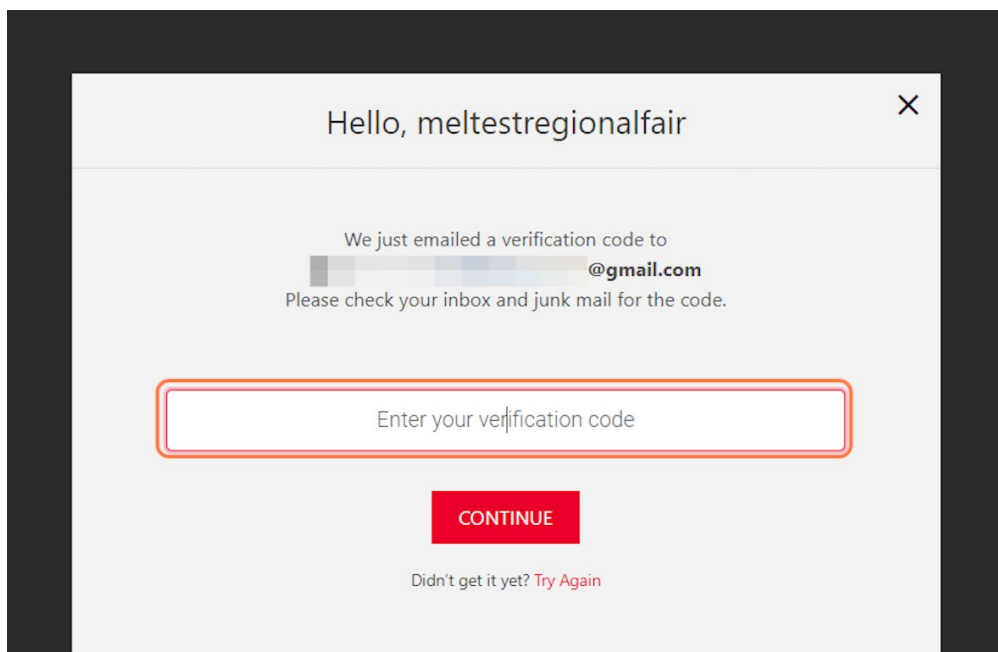 Hello, meltestregionalfair
We just emailed a verification code to
@gmail.com
Please check your inbox and junk mail for the code.
Enter your verification code
CONTINUE
Didn't get it yet? Try Again